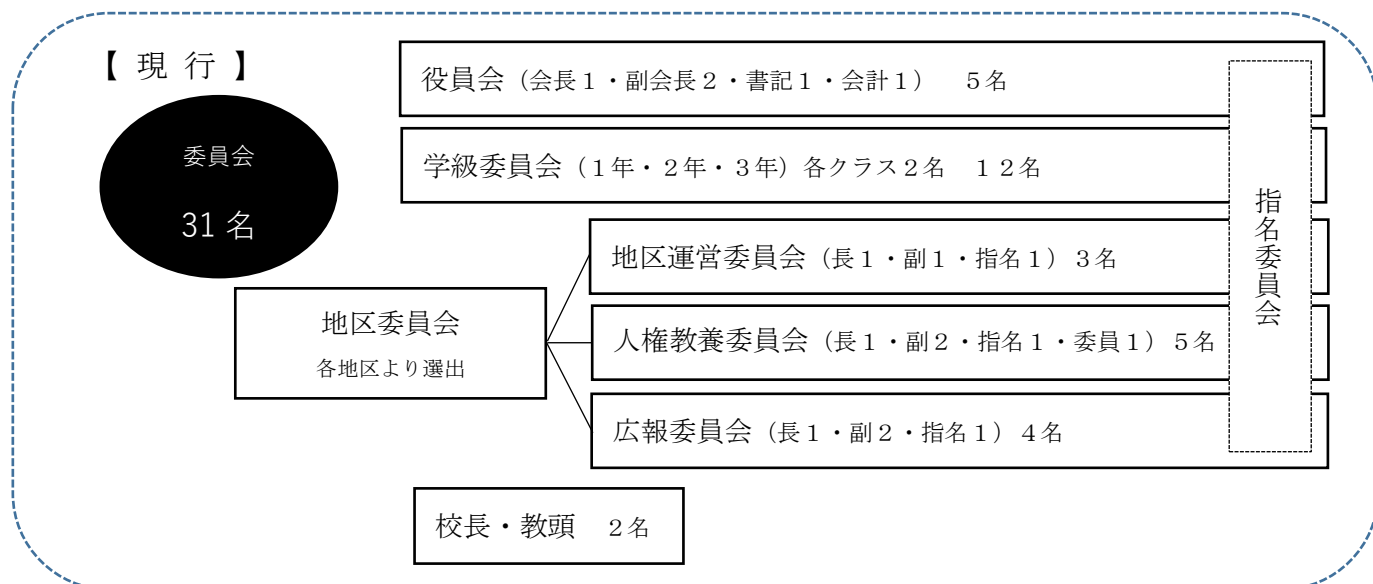 【 現 行 】
委員会
31 名
役員会（会長１・副会長２・書記１・会計１）　５名
学級委員会（１年・２年・３年）各クラス２名　１２名
地区委員会
各地区より選出
地区運営委員会（長１・副１・指名１）３名
人権教養委員会（長１・副２・指名１・委員１）５名
広報委員会（長１・副２・指名１）４名
指名委員会
校長・教頭　２名